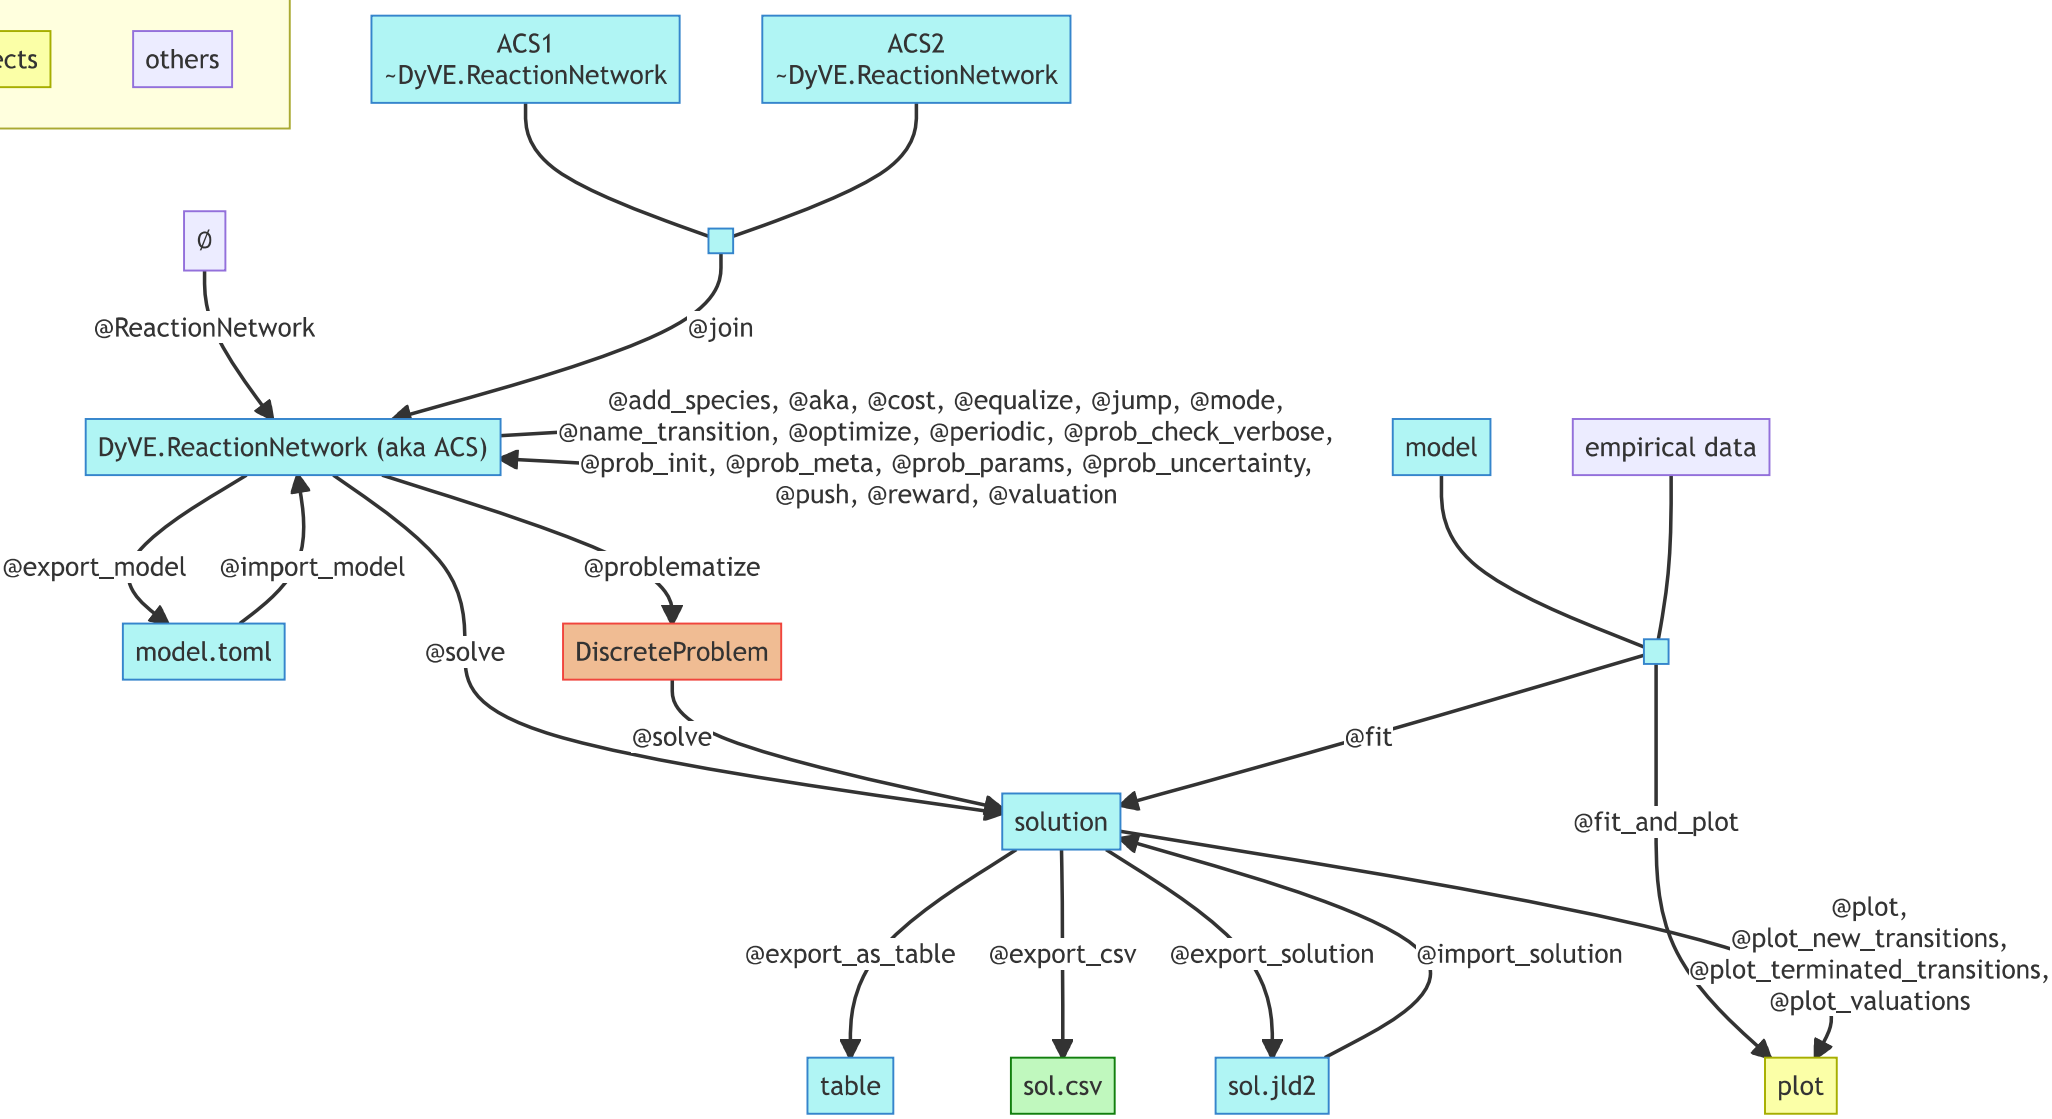 ects
others
ACS1
~DyVE.ReactionNetwork
ACS2
~DyVE.ReactionNetwork
Ø
@ReactionNetwork
@join
@add_species, @aka, @cost, @equalize, @jump, @mode,
@name_transition, @optimize, @periodic, @prob_check_verbose,
@prob_init, @prob_meta, @prob_params, @prob_uncertainty,
@push, @reward, @valuation
DyVE.ReactionNetwork (aka ACS)
model
empirical data
@export_model
@import_model
@problematize
model.toml
@solve
DiscreteProblem
@solve
@fit
solution
@fit_and_plot
@plot,
@plot_new_transitions,
@plot_terminated_transitions,
@plot_valuations
@export_as_table
@export_csv
@export_solution
@import_solution
table
sol.csv
sol.jld2
plot